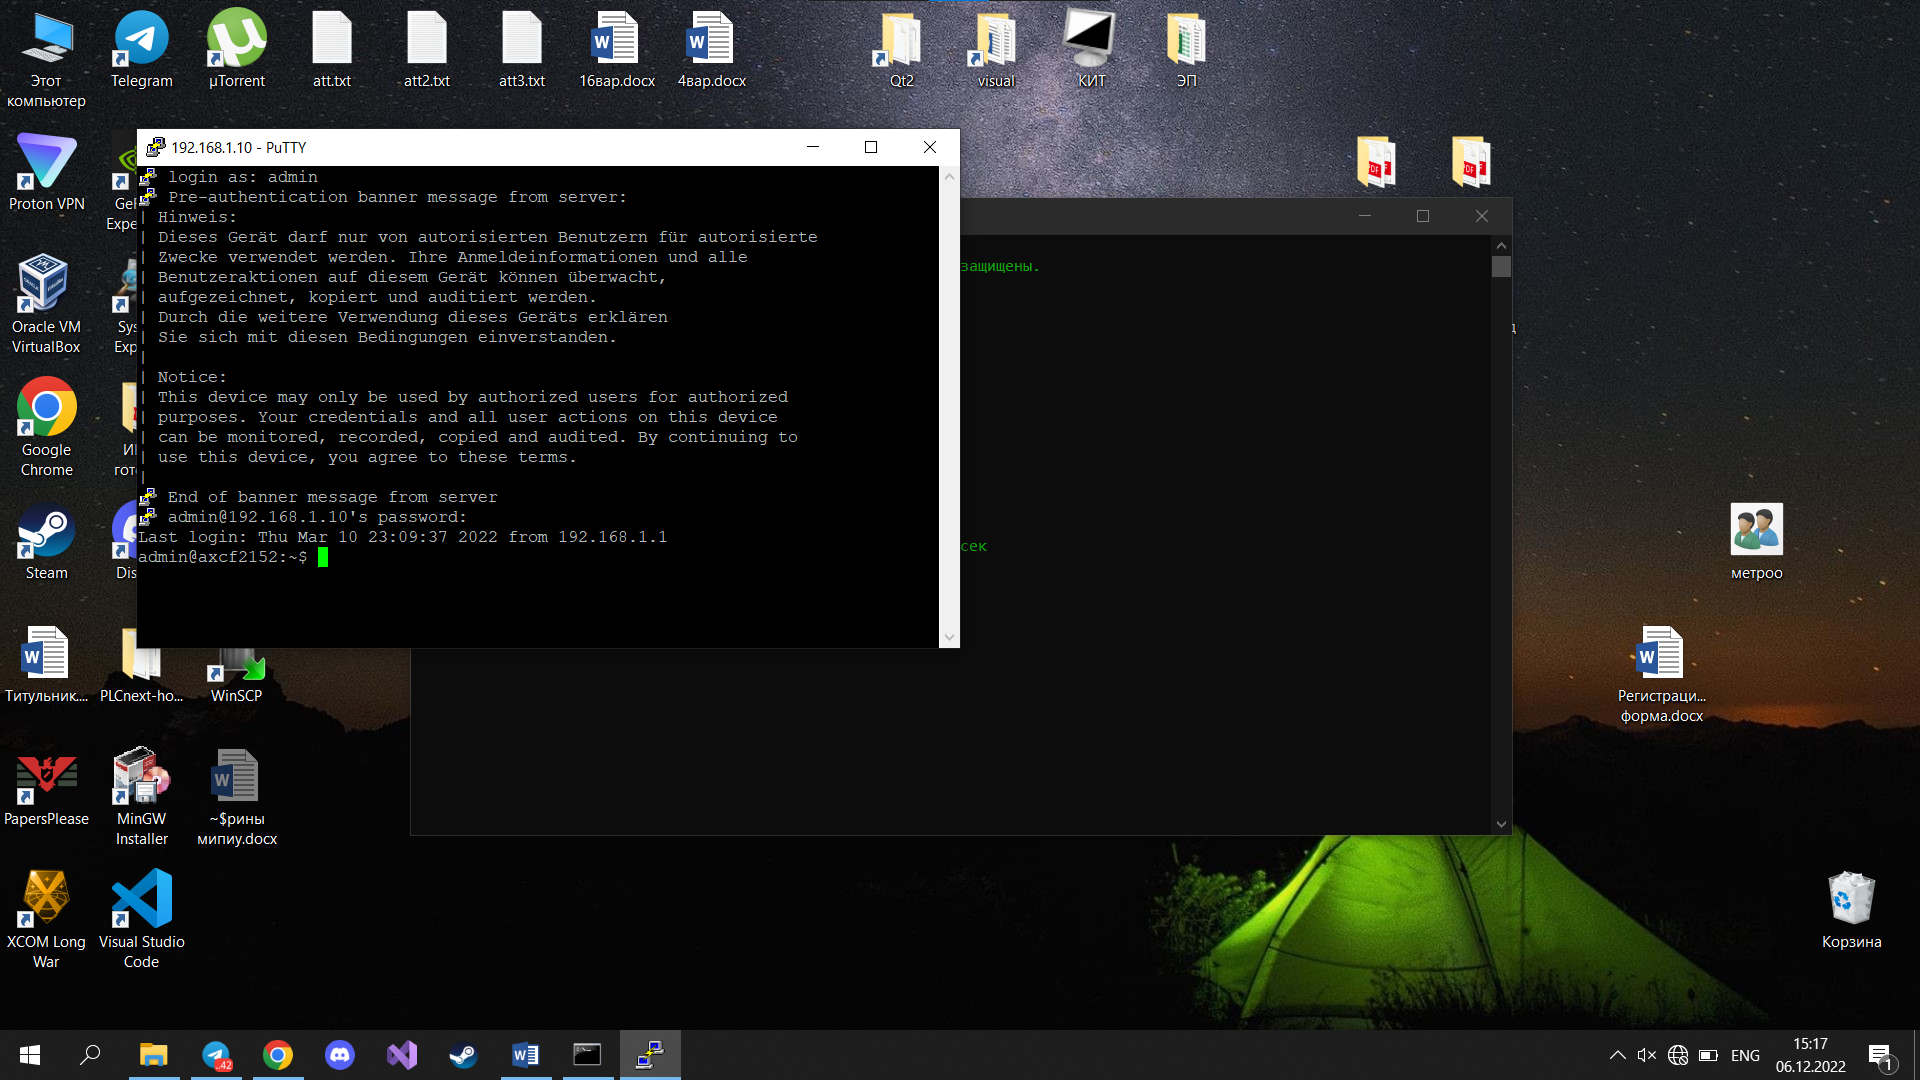 Этот
компьютер
Telegram
µTorrent
att.txt
att2.txt
att3.txt
16вар.docx
4вар.docx
Qt2
visual
КИТ
ЭП
Proton VPN
GeF
Expe
Oracle VM
VirtualBox
Sys
Exp
Google
Chrome
гото
Steam
Dis
Титульник....
PLCnext-ho...
WinSCP
PapersPlease
MinGW
Installer
~$рины
мипиу.docx
XCOM Long
War
Visual Studio
Code
192.168.1.10 - PuTTY
login as: admin
Pre-authentication banner message from server:
| Hinweis:
| Dieses Gerät darf nur von autorisierten Benutzern für autorisierte
| Zwecke verwendet werden. Ihre Anmeldeinformationen und alle
| Benutzeraktionen auf diesem Gerät können überwacht,
| aufgezeichnet, kopiert und auditiert werden.
| Durch die weitere Verwendung dieses Geräts erklären
| Sie sich mit diesen Bedingungen einverstanden.
|
| Notice:
| This device may only be used by authorized users for authorized
| purposes. Your credentials and all user actions on this device
| can be monitored, recorded, copied and audited. By continuing to
| use this device, you agree to these terms.
|
End of banner message from server
admin@192.168.1.10's password:
Last login: Thu Mar 10 23:09:37 2022 from 192.168.1.1
admin@axcf2152:~$
защищены.
сек
PDF
PDF
метроо
Регистраци...
форма.docx
Корзина
42
ENG
15:17
06.12.2022
1